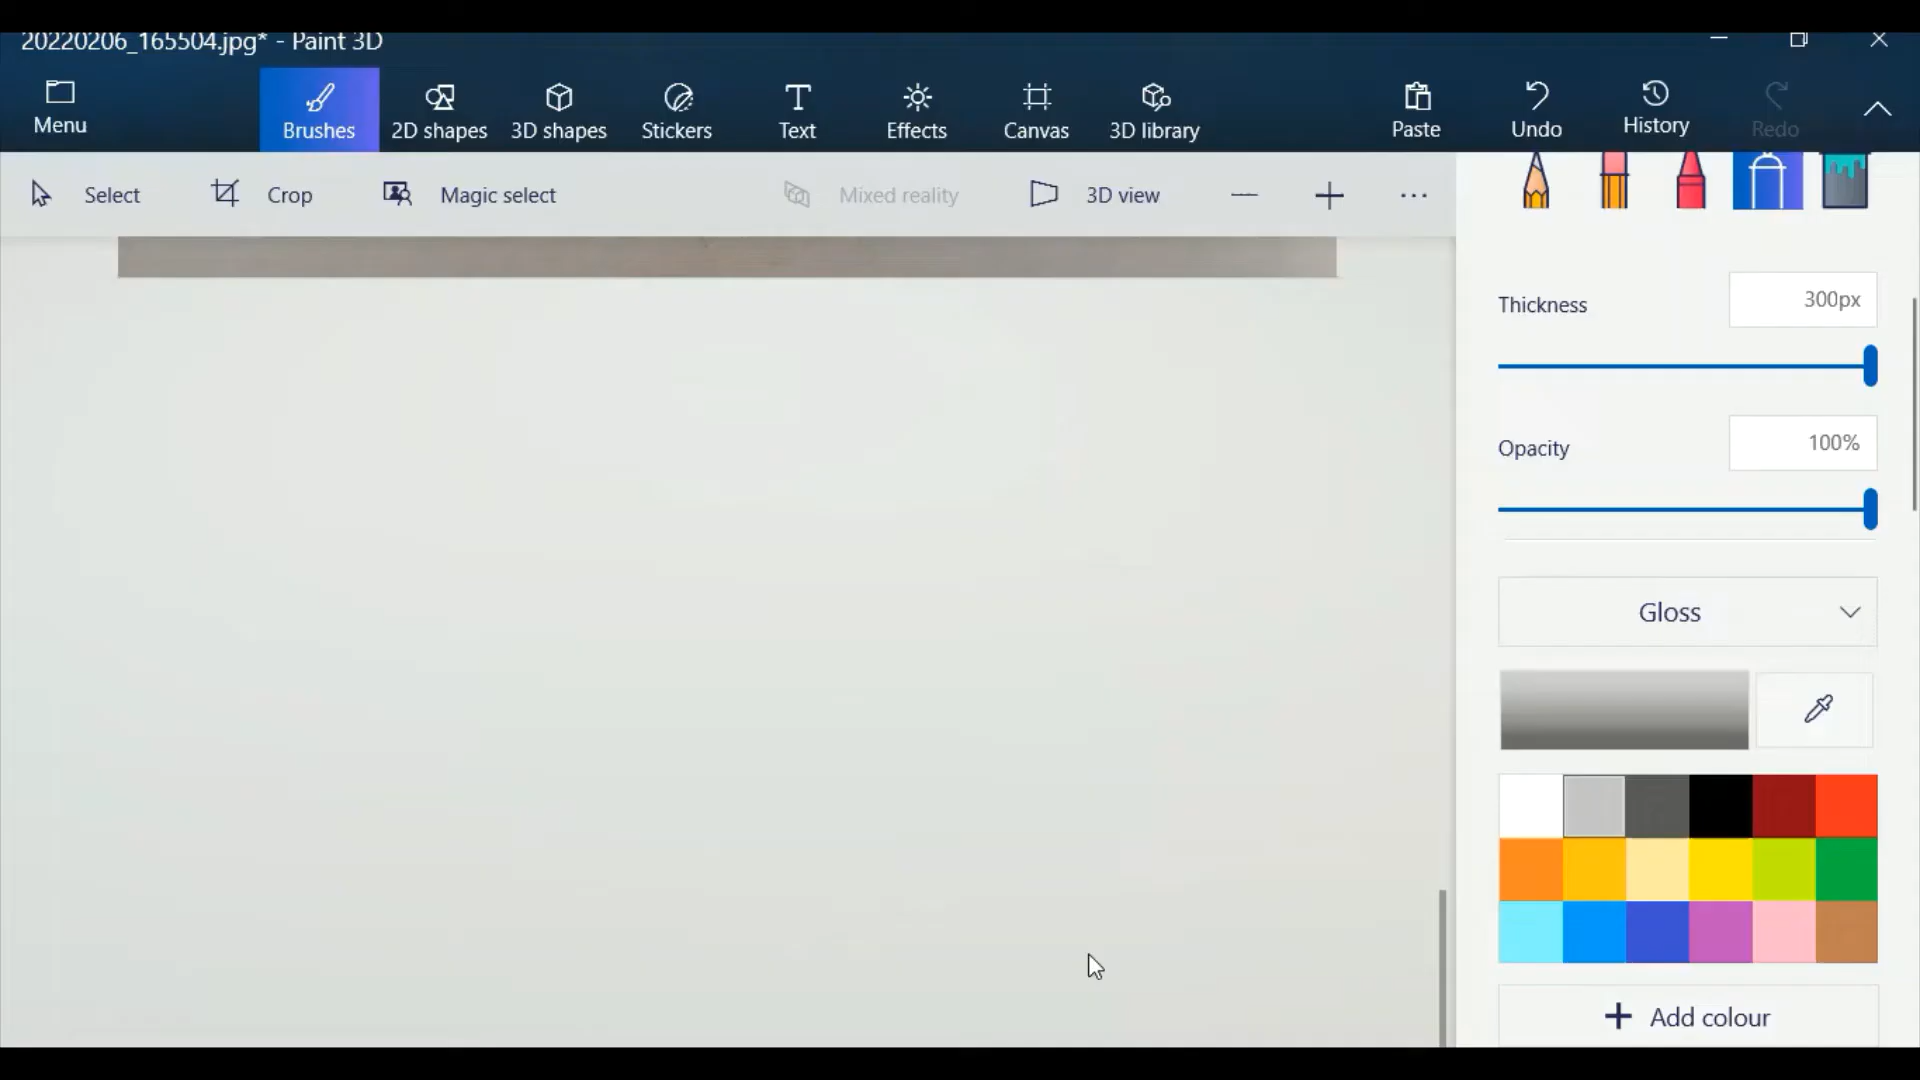 20220206_165504.jpg* - Paint 3D
Menu
Brushes
2D shapes
3D shapes
Stickers
Text
Effects
Canvas
3D library
Paste
Undo
History
Redo
Select
Crop
Magic select
Mixed reality
3D view
Thickness
300px
Opacity
100%
Gloss
Add colour